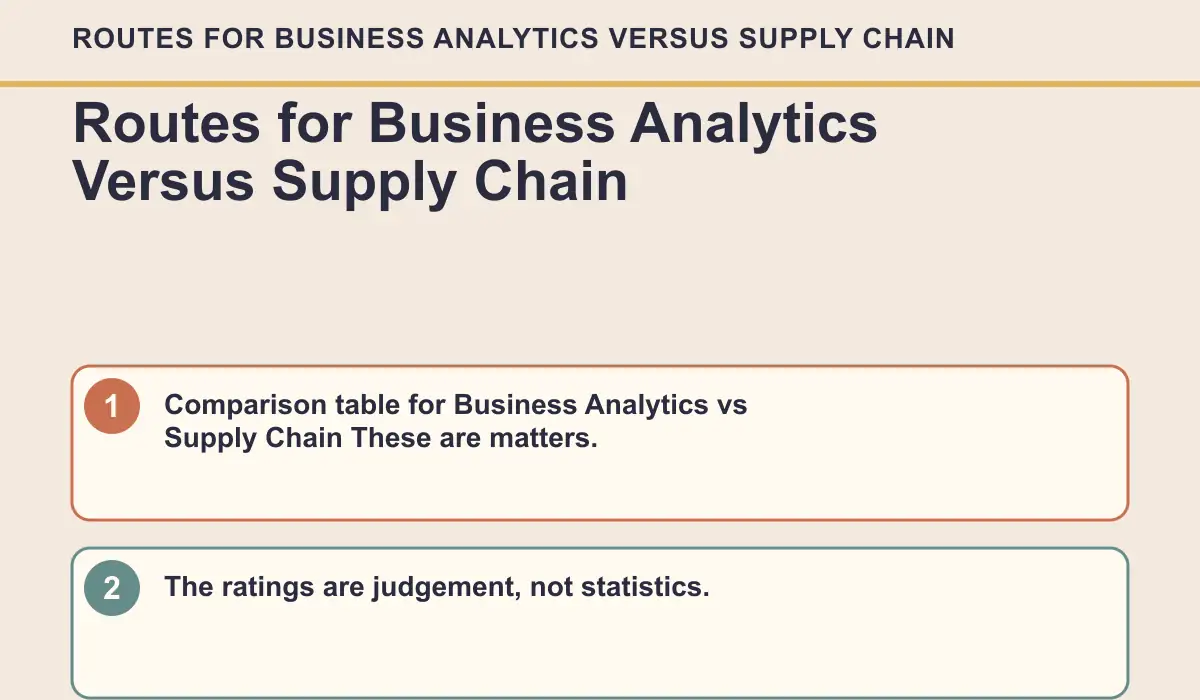 ROUTES FOR BUSINESS ANALYTICS VERSUS SUPPLY CHAIN
Routes for Business Analytics
Versus Supply Chain
1
Comparison table for Business Analytics vs
Supply Chain These are matters.
2
The ratings are judgement, not statistics.